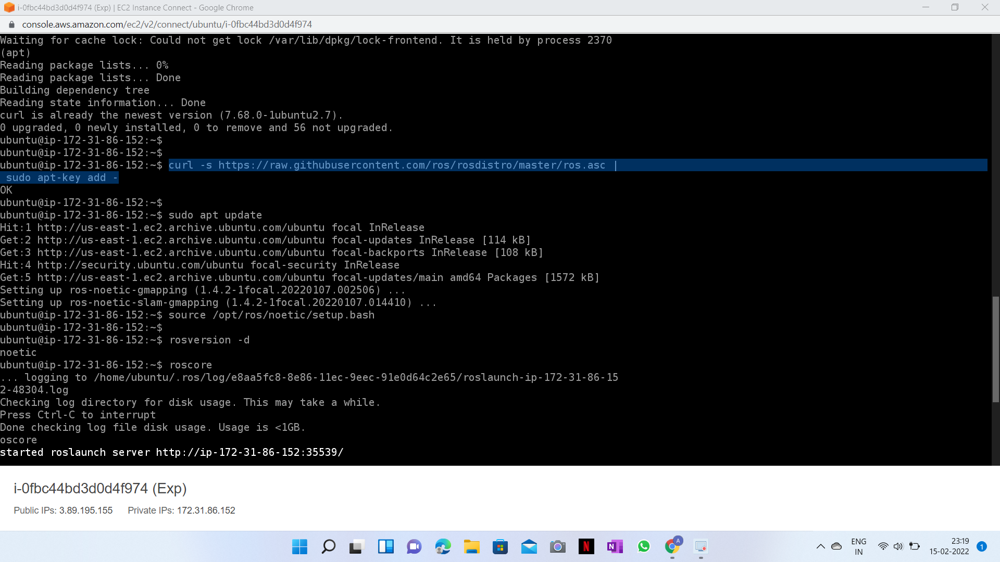 i-0fbc44bd3d0d4f974 (Exp) | EC2 Instance Connect - Google Chrome
console.aws.amazon.com/ec2/v2/connect/ubuntu/i-0fbc44bd3d0d4f974
Waiting for cache lock: Could not get lock /var/lib/dpkg/lock-frontend. It is held by process 2370
(apt)
Reading package lists... 0%
Reading package lists... Done
Building dependency tree
Reading state information... Done
curl is already the newest version (7.68.0-1ubuntu2.7).
0 upgraded, 0 newly installed, 0 to remove and 56 not upgraded.
ubuntu@ip-172-31-86-152:~$
ubuntu@ip-172-31-86-152:~$
ubuntu@ip-172-31-86-152:~$ curl -s https://raw.githubusercontent.com/ros/rosdistro/master/ros.asc |
sudo apt-key add -
OK
ubuntu@ip-172-31-86-152:~$
ubuntu@ip-172-31-86-152:~$ sudo apt update
Hit:1 http://us-east-1.ec2.archive.ubuntu.com/ubuntu focal InRelease
Get:2 http://us-east-1.ec2.archive.ubuntu.com/ubuntu focal-updates InRelease [114 kB]
Get:3 http://us-east-1.ec2.archive.ubuntu.com/ubuntu focal-backports InRelease [108 kB]
Hit:4 http://security.ubuntu.com/ubuntu focal-security InRelease
Get:5 http://us-east-1.ec2.archive.ubuntu.com/ubuntu focal-updates/main amd64 Packages [1572 kB]
Setting up ros-noetic-gmapping (1.4.2-1focal.20220107.002506) ...
Setting up ros-noetic-slam-gmapping (1.4.2-1focal.20220107.014410) ...
ubuntu@ip-172-31-86-152:~$ source /opt/ros/noetic/setup.bash
ubuntu@ip-172-31-86-152:~$
ubuntu@ip-172-31-86-152:~$ rosversion -d
noetic
ubuntu@ip-172-31-86-152:~$ roscore
... logging to /home/ubuntu/.ros/log/e8aa5fc8-8e86-11ec-9eec-91e0d64c2e65/roslaunch-ip-172-31-86-15
2-48304.log
Checking log directory for disk usage. This may take a while.
Press Ctrl-C to interrupt
Done checking log file disk usage. Usage is <1GB.
oscore
started roslaunch server http://ip-172-31-86-152:35539/
i-0fbc44bd3d0d4f974 (Exp)
Public IPs: 3.89.195.155 Private IPs: 172.31.86.152
N
N
A
ENG
IN
23:19
15-02-2022
1